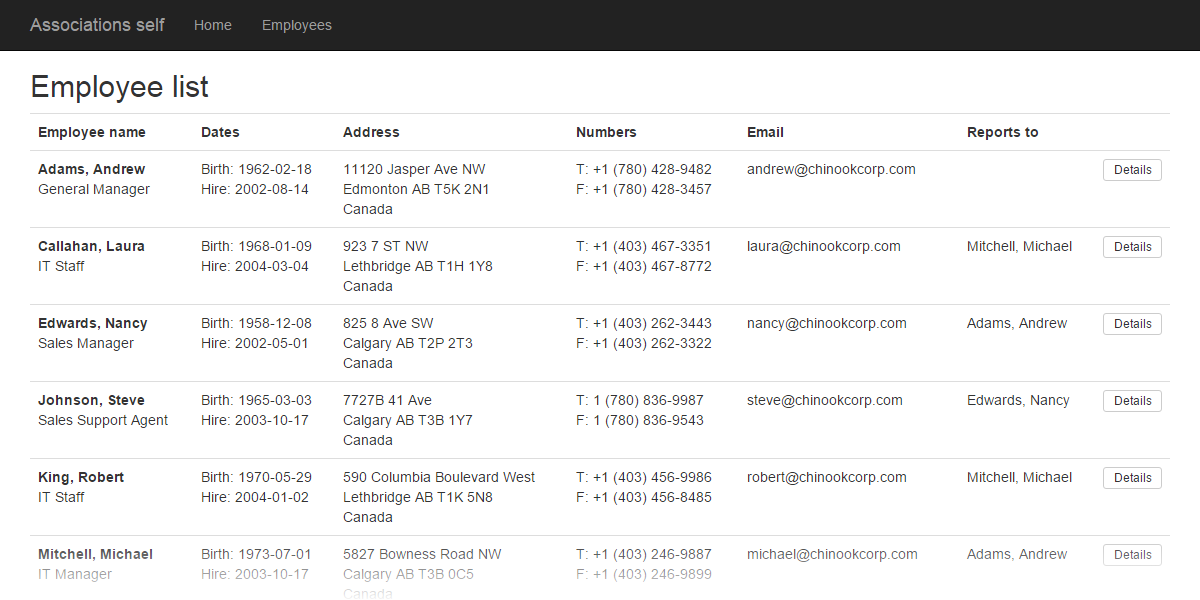 Associations self Home Employees
Employee list
Employee name Dates Address Numbers Email Reports to
Adams, Andrew Birth: 1962-02-18 11120 Jasper Ave NW T: +1 (780) 428-9482 andrew@chinookcorp.com Details
General Manager Hire: 2002-08-14 Edmonton AB T5K 2N1 F: +1 (780) 428-3457
Canada
Callahan, Laura Birth: 1968-01-09 923 7 ST NW T: +1 (403) 467-3351 laura@chinookcorp.com Mitchell, Michael Details
IT Staff Hire: 2004-03-04 Lethbridge AB T1H 1Y8 F: +1 (403) 467-8772
Canada
Edwards, Nancy Birth: 1958-12-08 825 8 Ave SW T: +1 (403) 262-3443 nancy@chinookcorp.com Adams, Andrew Details
Sales Manager Hire: 2002-05-01 Calgary AB T2P 2T3 F: +1 (403) 262-3322
Canada
Johnson, Steve Birth: 1965-03-03 7727B 41 Ave T: 1 (780) 836-9987 steve@chinookcorp.com Edwards, Nancy Details
Sales Support Agent Hire: 2003-10-17 Calgary AB T3B 1Y7 F: 1 (780) 836-9543
Canada
King, Robert Birth: 1970-05-29 590 Columbia Boulevard West T: +1 (403) 456-9986 robert@chinookcorp.com Mitchell, Michael Details
IT Staff Hire: 2004-01-02 Lethbridge AB T1K 5N8 F: +1 (403) 456-8485
Canada
Mitchell, Michael Birth: 1973-07-01 5827 Bowness Road NW T: +1 (403) 246-9887 michael@chinookcorp.com Adams, Andrew Details
IT Manager Hire: 2003-10-17 Calgary AB T3B 0C5 F: +1 (403) 246-9899
Canada